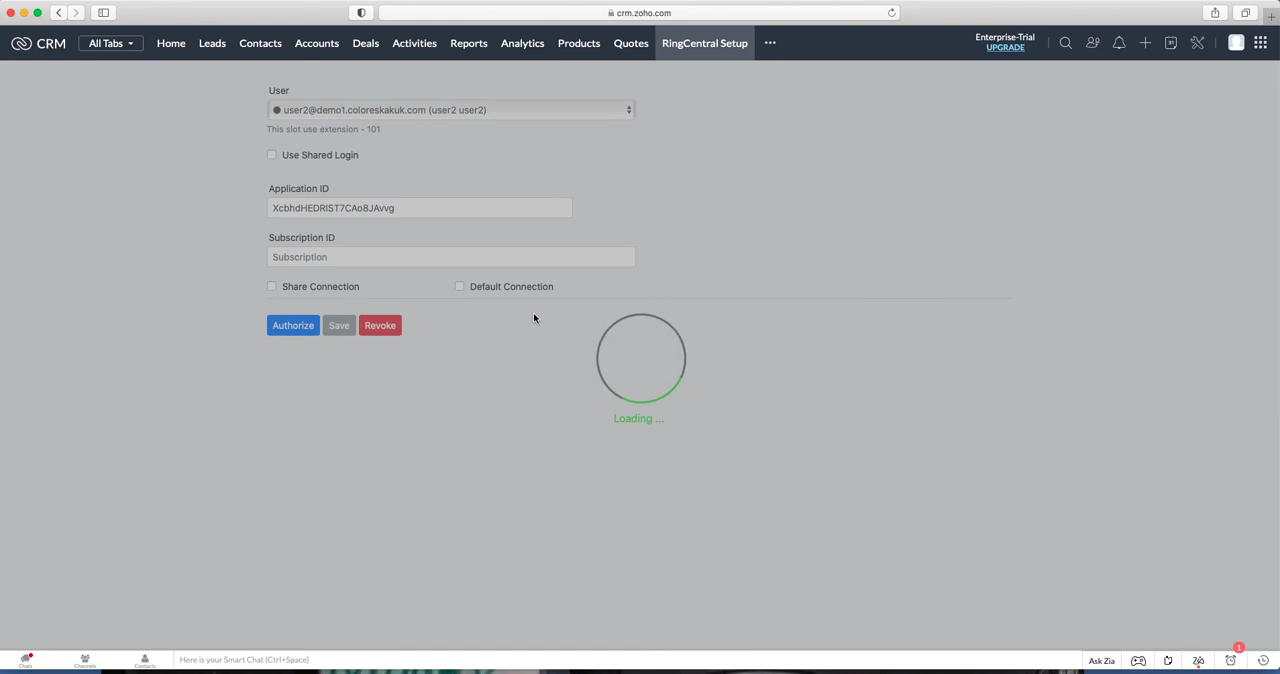 crm.zoho.com
CRM All Tabs Home Leads Contacts Accounts Deals Activities Reports Analytics Products Quotes RingCentral Setup ••• Enterprise-Trial
UPGRADE
31
User
user2@demo1.coloreskakuk.com (user2 user2)
This slot use extension - 101
Use Shared Login
Application ID
XcbhdHEDRIST7CAo8JAvvg
Subscription ID
Subscription
Share Connection Default Connection
Authorize Save Revoke
Loading ...
1
Chats Channels Contacts Here is your Smart Chat (Ctrl+Space) Ask Zia